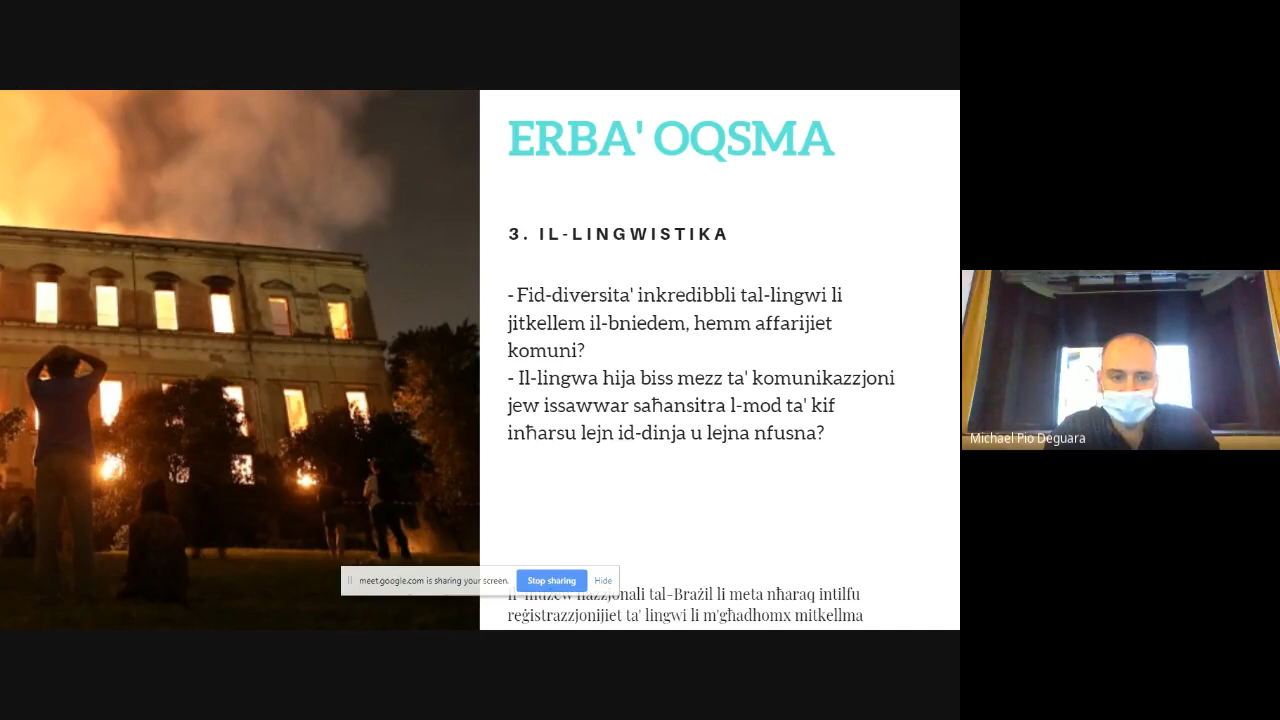 ERBA' OQSMA
3. IL-LINGWISTIKA
- Fid-diversita' inkredibbli tal-lingwi li
jitkellem il-bniedem, hemm affarijiet
komuni?
- Il-lingwa hija biss mezz ta' komunikazzjoni
jew issawwar saħansitra l-mod ta' kif
inħarsu lejn id-dinja u lejna nfusna?
meet.google.com is sharing your screen.
Stop sharing
Hide
tal-Brażil li meta nħaraq intilfu
reġistrazzjonijiet ta' lingwi li m'għadhomx mitkellma
Michael Pio Deguara